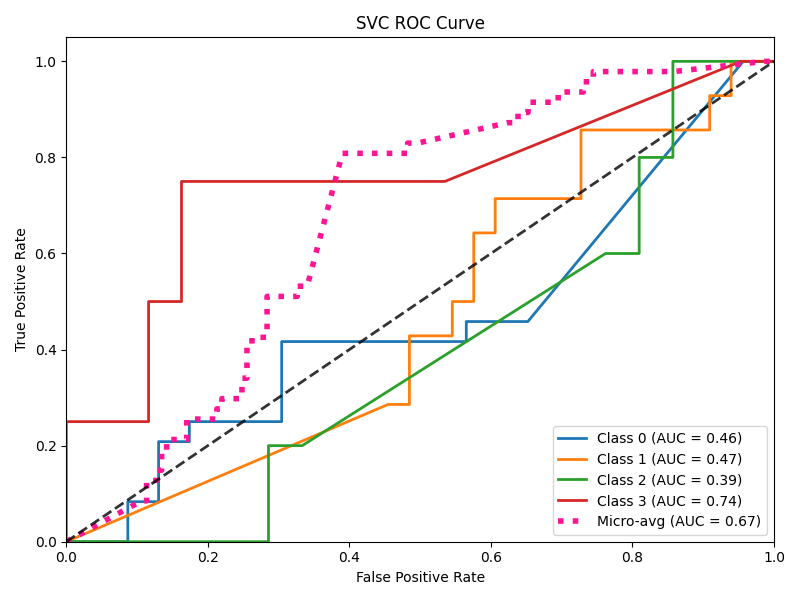 SVC ROC Curve
True Positive Rate
1.0
0.8
0.6
0.4
0.2
0.0
0.0 0.2 0.4 0.6 0.8 1.0
False Positive Rate
Class 0 (AUC = 0.46)
Class 1 (AUC = 0.47)
Class 2 (AUC = 0.39)
Class 3 (AUC = 0.74)
Micro-avg (AUC = 0.67)